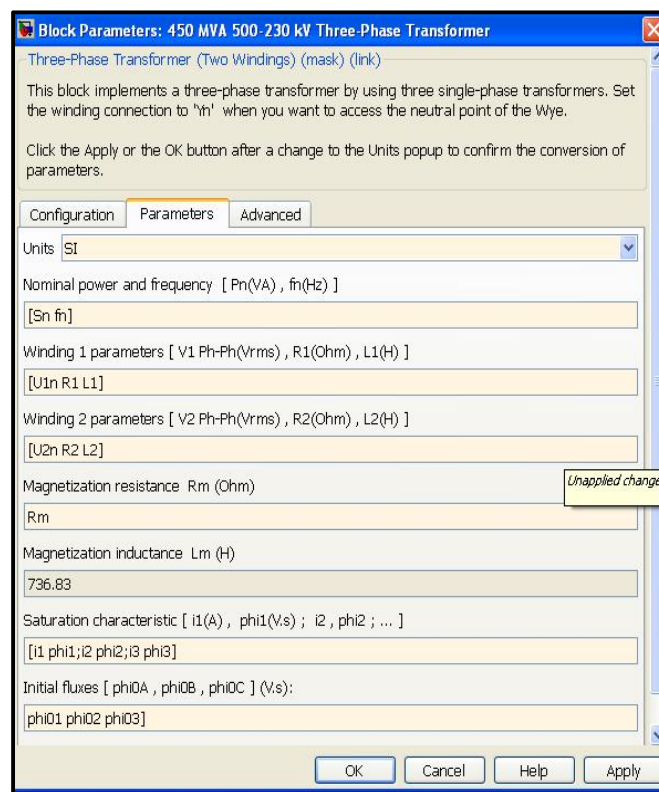 Block Parameters: 450 MVA 500-230 kV Three-Phase Transformer
Three-Phase Transformer (Two Windings) (mask) (link)
This block implements a three-phase transformer by using three single-phase transformers. Set
the winding connection to 'Yn' when you want to access the neutral point of the Wye.
Click the Apply or the OK button after a change to the Units popup to confirm the conversion of
parameters.
Configuration Parameters Advanced
Units SI
Nominal power and frequency [ Pn(VA) , fn(Hz) ]
[Sn fn]
Winding 1 parameters [ V1 Ph-Ph(Vrms) , R1(Ohm) , L1(H) ]
[U1n R1 L1]
Winding 2 parameters [ V2 Ph-Ph(Vrms) , R2(Ohm) , L2(H) ]
[U2n R2 L2]
Magnetization resistance Rm (Ohm)
Unapplied change
Rm
Magnetization inductance Lm (H)
736.83
Saturation characteristic [ i1(A) , phi1(V.s) ; i2 , phi2 ; ... ]
[i1 phi1;i2 phi2;i3 phi3]
Initial fluxes [ phi0A , phi0B , phi0C ] (V.s):
phi01 phi02 phi03]
OK Cancel Help Apply